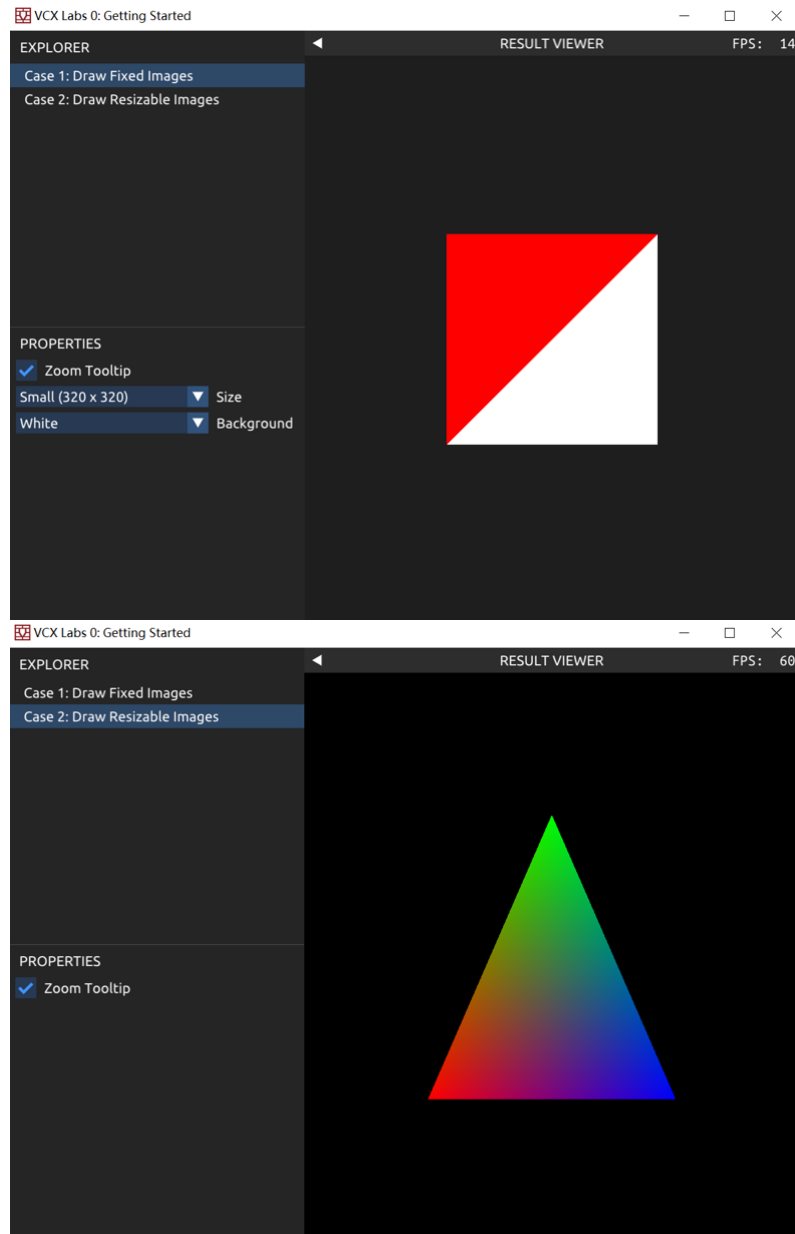 VCX Labs 0: Getting Started
EXPLORER
RESULT VIEWER
FPS: 14
Case 1: Draw Fixed Images
Case 2: Draw Resizable Images
PROPERTIES
Zoom Tooltip
Small (320 x 320) Size
White Background
VCX Labs 0: Getting Started
EXPLORER
RESULT VIEWER
FPS: 60
Case 1: Draw Fixed Images
Case 2: Draw Resizable Images
PROPERTIES
Zoom Tooltip